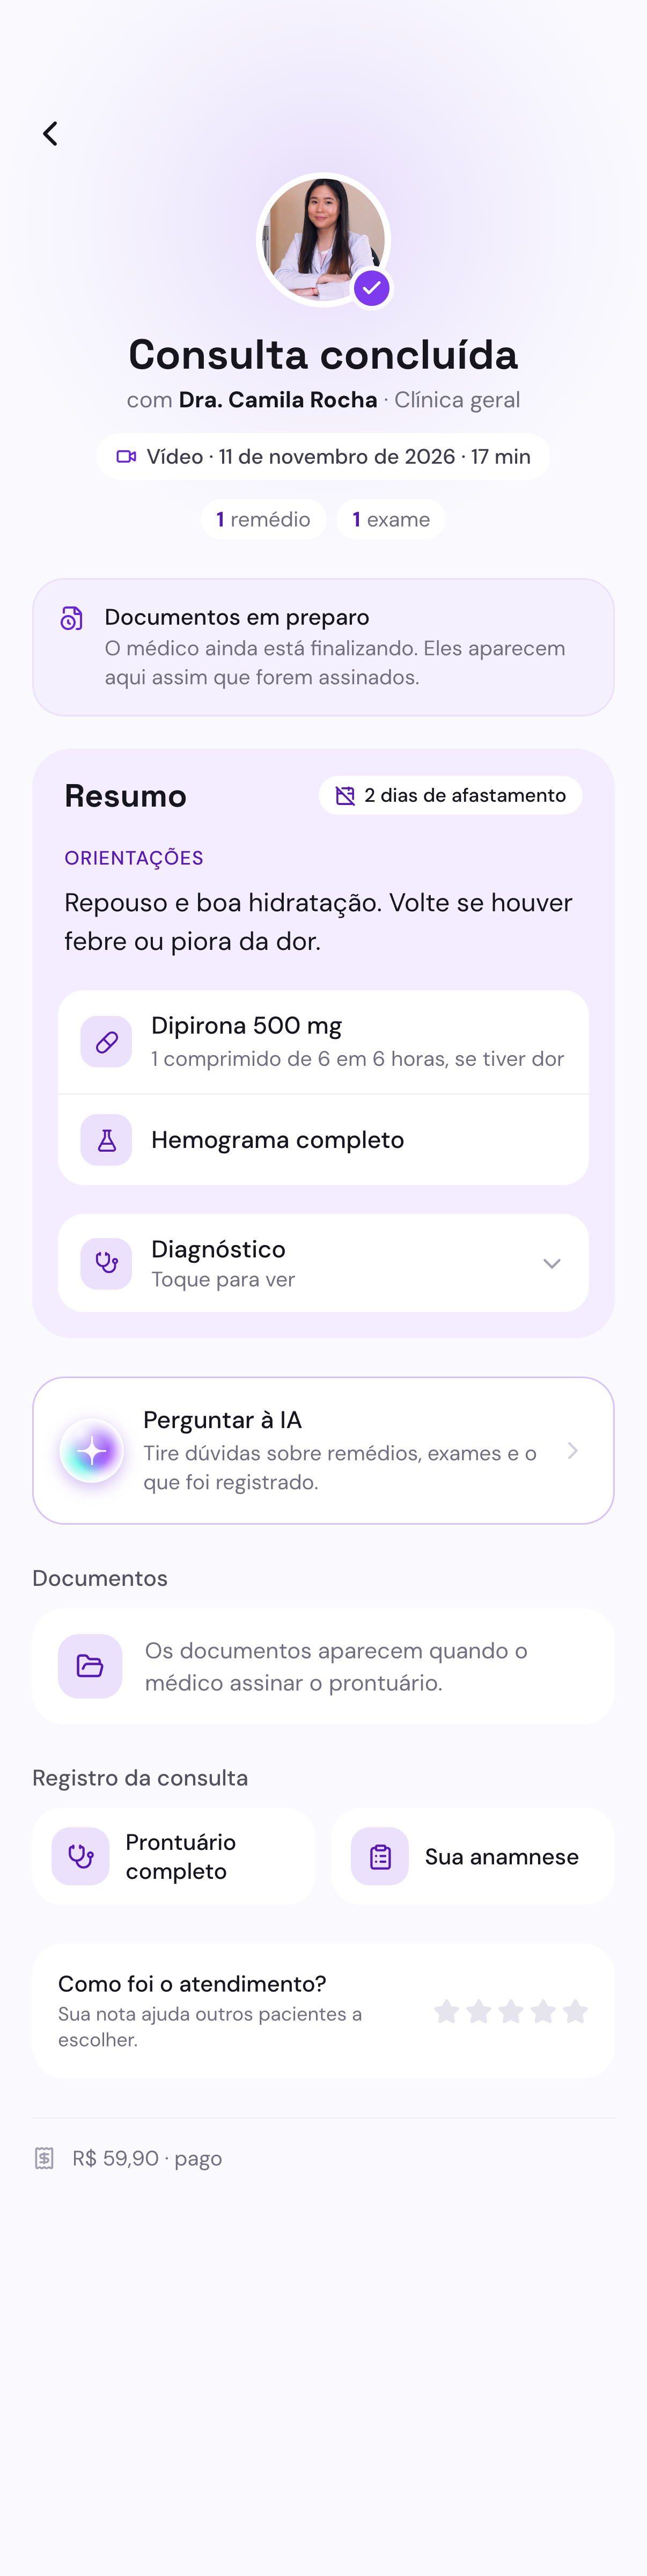 Consulta concluída
com Dra. Camila Rocha · Clínica geral
Vídeo · 11 de novembro de 2026 · 17 min
1 remédio
1 exame
Documentos em preparo
O médico ainda está finalizando. Eles aparecem
aqui assim que forem assinados.
Resumo
2 dias de afastamento
ORIENTAÇÕES
Repouso e boa hidratação. Volte se houver
febre ou piora da dor.
Dipirona 500 mg
1 comprimido de 6 em 6 horas, se tiver dor
Hemograma completo
Diagnóstico
Toque para ver
Perguntar à IA
Tire dúvidas sobre remédios, exames e o
que foi registrado.
Documentos
Os documentos aparecem quando o
médico assinar o prontuário.
Registro da consulta
Prontuário
completo
Sua anamnese
Como foi o atendimento?
Sua nota ajuda outros pacientes a
escolher.
R$ 59,90 · pago